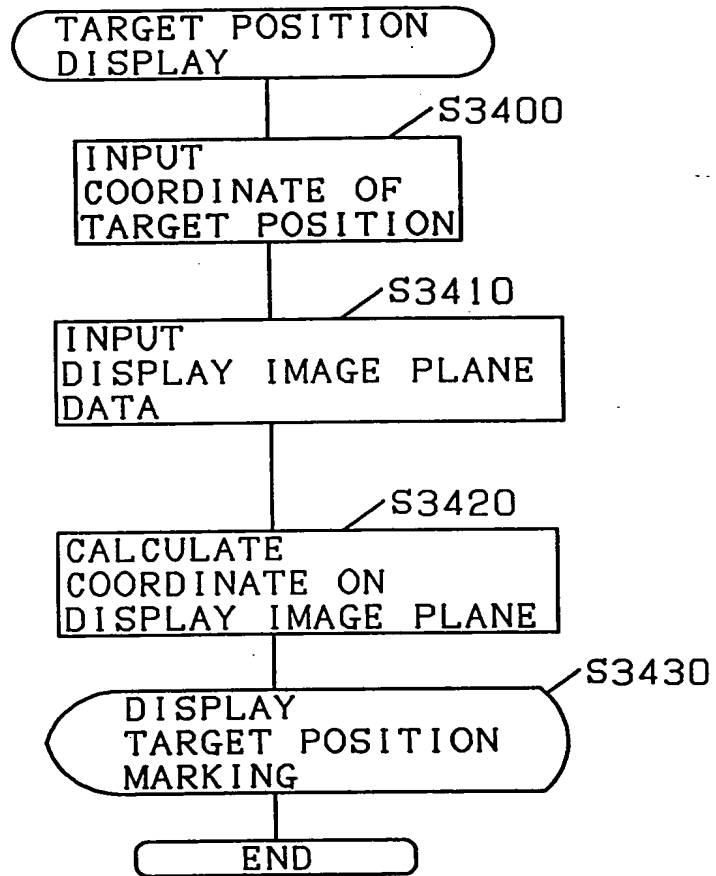 TARGET POSITION
DISPLAY
S3400
INPUT
COORDINATE OF
TARGET POSITION
S3410
INPUT
DISPLAY IMAGE PLANE
DATA
S3420
CALCULATE
COORDINATE ON
DISPLAY IMAGE PLANE
S3430
DISPLAY
TARGET POSITION
MARKING
END